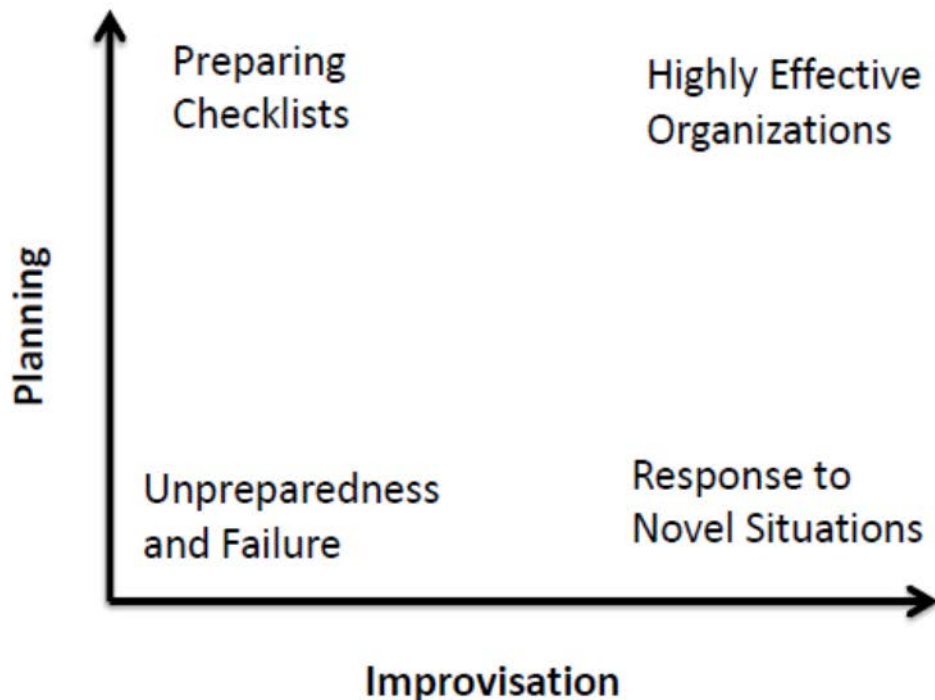 Preparing
Checklists
Highly Effective
Organizations
Planning
Unpreparedness
and Failure
Response to
Novel Situations
Improvisation